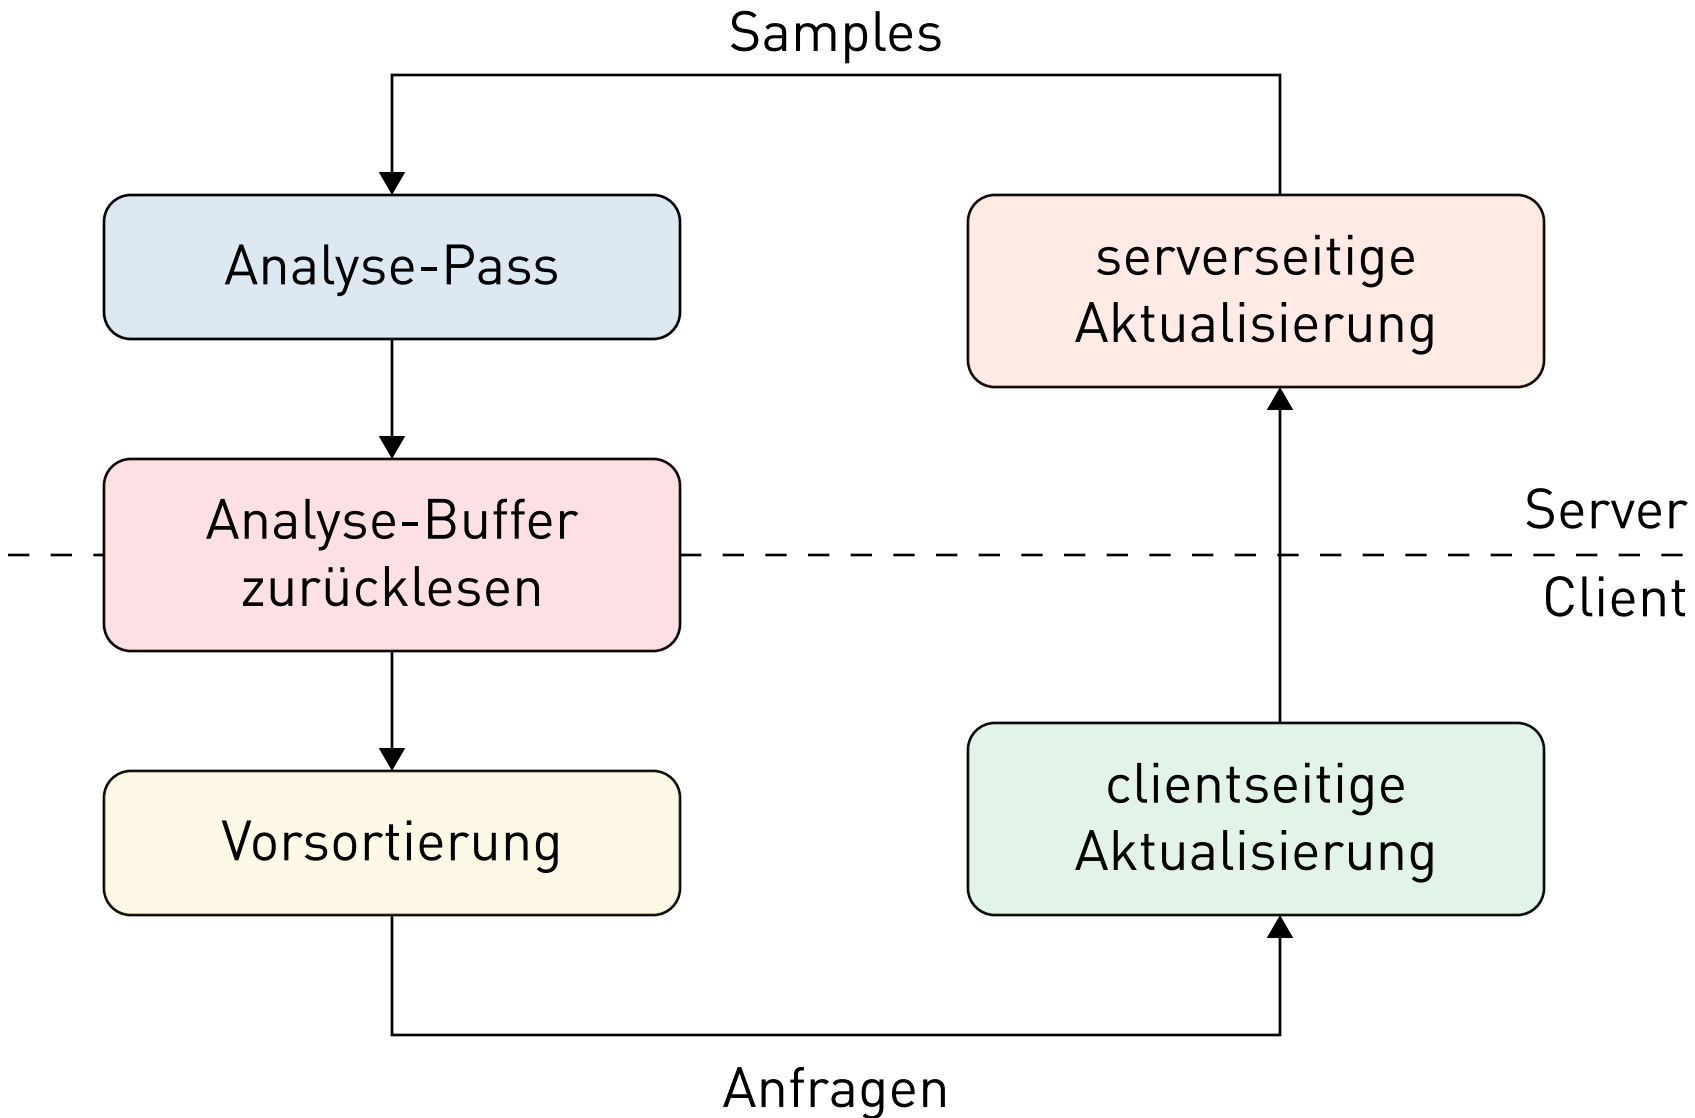 Samples
Analyse-Pass
serverseitige
Aktualisierung
Analyse-Buffer
zurücklesen
Server
Client
Vorsortierung
clientseitige
Aktualisierung
Anfragen